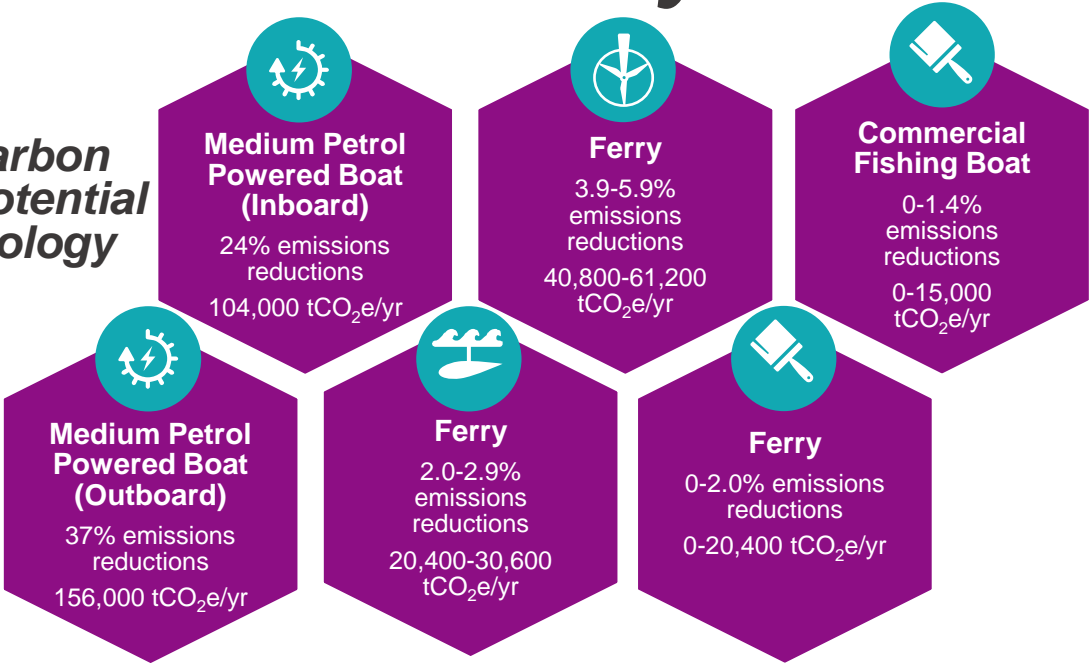 Medium Petrol
Powered Boat
(Inboard)
24% emissions
reductions
104,000 tCO₂e/yr
Ferry
3.9-5.9%
emissions
reductions
40,800-61,200
tCO₂e/yr
Commercial
Fishing Boat
0-1.4%
emissions
reductions
0-15,000
tCO₂e/yr
Medium Petrol
Powered Boat
(Outboard)
37% emissions
reductions
156,000 tCO₂e/yr
Ferry
2.0-2.9%
emissions
reductions
20,400-30,600
tCO₂e/yr
Ferry
0-2.0% emissions
reductions
0-20,400 tCO₂e/yr